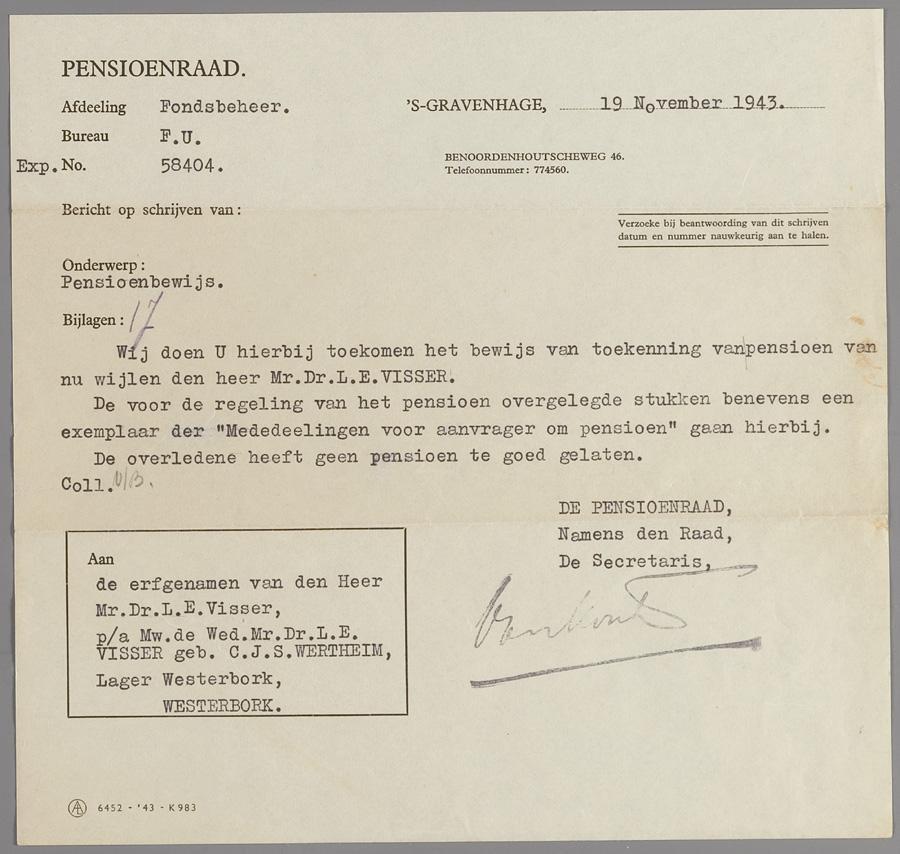 PENSIOENRAAD.
Afdeeling Fondsbeheer.
'S-GRAVENHAGE, 19 November 1943.
Bureau F.U.
Exp. No. 58404.
BENOORDENHOUTSCHEWEG 46.
Telefoonnummer: 774560.
Bericht op schrijven van:
Verzoeke bij beantwoording van dit schrijven
datum en nummer nauwkeurig aan te halen.
Onderwerp:
Pensioenbewijs.
Bijlagen: 17
Wij doen U hierbij toekomen het bewijs van toekenning van pensioen van
nu wijlen den heer Mr.Dr.L.E.VISSER.
De voor de regeling van het pensioen overgelegde stukken benevens een
exemplaar der "Mededeelingen voor aanvrager om pensioen" gaan hierbij.
De overledene heeft geen pensioen te goed gelaten.
Coll.
DE PENSIOENRAAD,
Namens den Raad,
De Secretaris,
Aan
de erfgenamen van den Heer
Mr.Dr.L.E.Visser,
p/a Mw.de Wed.Mr.Dr.L.E.
VISSER geb. C.J.S.WERTHEIM,
Lager Westerbork,
WESTERBORK.
6452 - '43 - K983